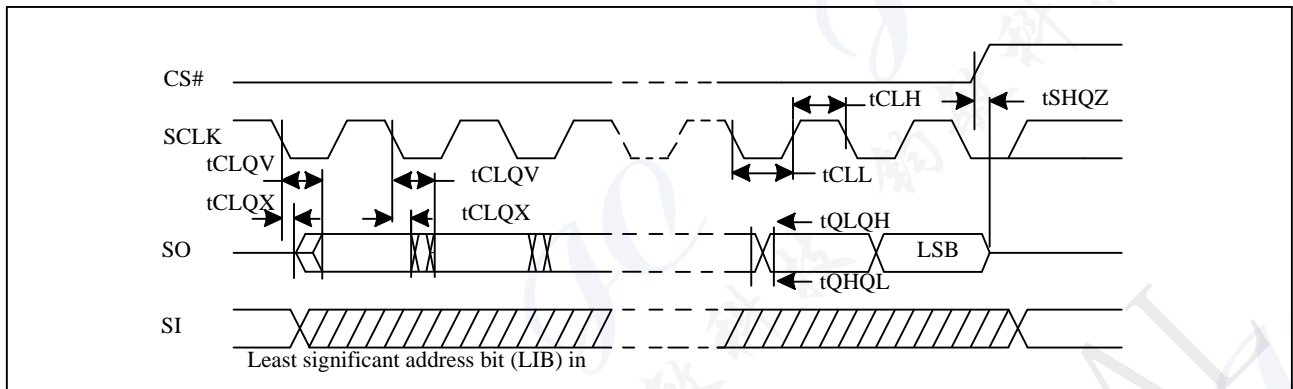 CS#
tCLH
tSHQZ
SCLK
tCLQV
tCLQV
tCLL
tCLQX
tCLQX
tQLQH
SO
LSB
tQHQL
SI
Least significant address bit (LIB) in